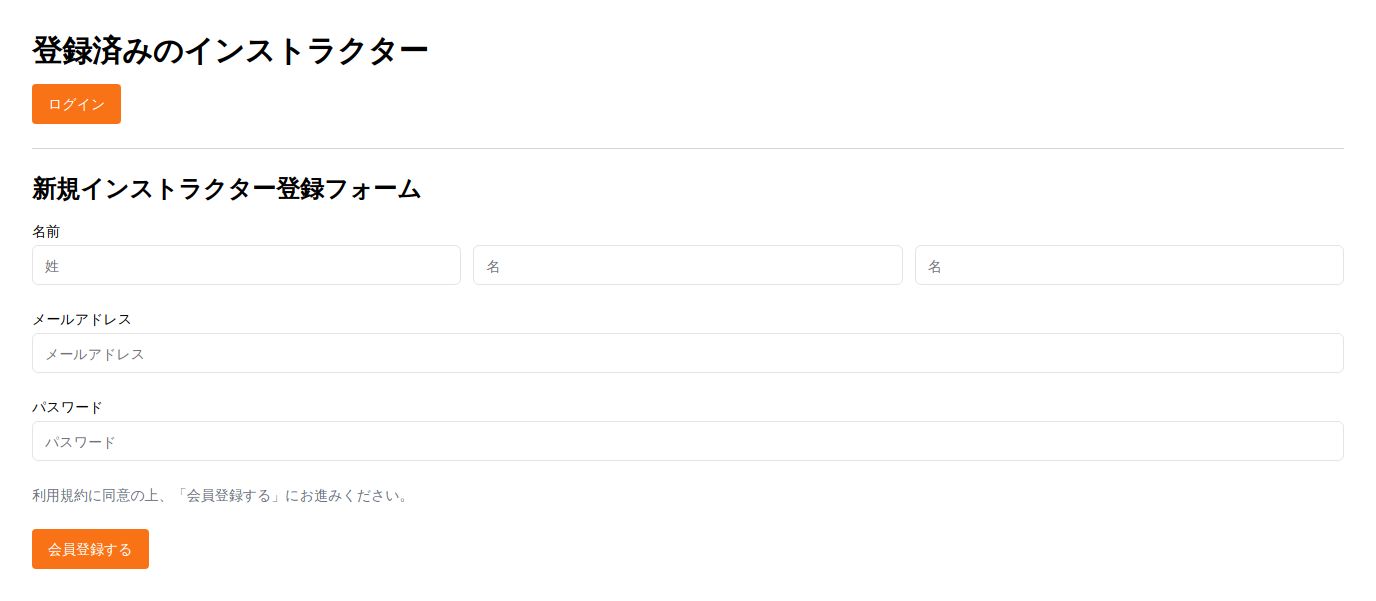 登録済みのインストラクター
ログイン
新規インストラクター登録フォーム
名前
姓 名 名
メールアドレス
メールアドレス
パスワード
パスワード
利用規約に同意の上、「会員登録する」にお進みください。
会員登録する